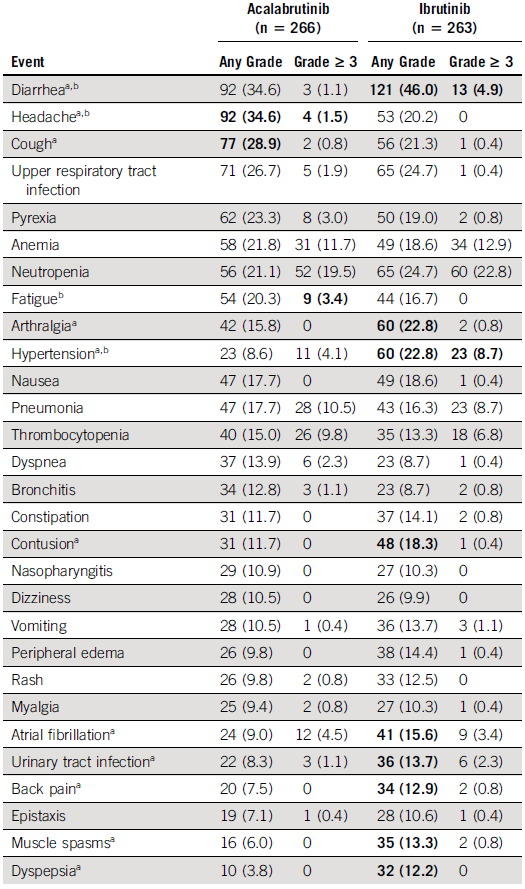 Acalabrutinib Ibrutinib
(n = 266) (n = 263)
Event Any Grade Grade ≥ 3 Any Grade Grade ≥ 3
Diarrheaᵃ,ᵇ 92 (34.6) 3 (1.1) 121 (46.0) 13 (4.9)
Headacheᵃ,ᵇ 92 (34.6) 4 (1.5) 53 (20.2) 0
Coughᵃ 77 (28.9) 2 (0.8) 56 (21.3) 1 (0.4)
Upper respiratory tract 71 (26.7) 5 (1.9) 65 (24.7) 1 (0.4)
infection
Pyrexia 62 (23.3) 8 (3.0) 50 (19.0) 2 (0.8)
Anemia 58 (21.8) 31 (11.7) 49 (18.6) 34 (12.9)
Neutropenia 56 (21.1) 52 (19.5) 65 (24.7) 60 (22.8)
Fatigueᵇ 54 (20.3) 9 (3.4) 44 (16.7) 0
Arthralgiaᵃ 42 (15.8) 0 60 (22.8) 2 (0.8)
Hypertensionᵃ,ᵇ 23 (8.6) 11 (4.1) 60 (22.8) 23 (8.7)
Nausea 47 (17.7) 0 49 (18.6) 1 (0.4)
Pneumonia 47 (17.7) 28 (10.5) 43 (16.3) 23 (8.7)
Thrombocytopenia 40 (15.0) 26 (9.8) 35 (13.3) 18 (6.8)
Dyspnea 37 (13.9) 6 (2.3) 23 (8.7) 1 (0.4)
Bronchitis 34 (12.8) 3 (1.1) 23 (8.7) 2 (0.8)
Constipation 31 (11.7) 0 37 (14.1) 2 (0.8)
Contusionᵃ 31 (11.7) 0 48 (18.3) 1 (0.4)
Nasopharyngitis 29 (10.9) 0 27 (10.3) 0
Dizziness 28 (10.5) 0 26 (9.9) 0
Vomiting 28 (10.5) 1 (0.4) 36 (13.7) 3 (1.1)
Peripheral edema 26 (9.8) 0 38 (14.4) 1 (0.4)
Rash 26 (9.8) 2 (0.8) 33 (12.5) 0
Myalgia 25 (9.4) 2 (0.8) 27 (10.3) 1 (0.4)
Atrial fibrillationᵃ 24 (9.0) 12 (4.5) 41 (15.6) 9 (3.4)
Urinary tract infectionᵃ 22 (8.3) 3 (1.1) 36 (13.7) 6 (2.3)
Back painᵃ 20 (7.5) 0 34 (12.9) 2 (0.8)
Epistaxis 19 (7.1) 1 (0.4) 28 (10.6) 1 (0.4)
Muscle spasmsᵃ 16 (6.0) 0 35 (13.3) 2 (0.8)
Dyspepsiaᵃ 10 (3.8) 0 32 (12.2) 0